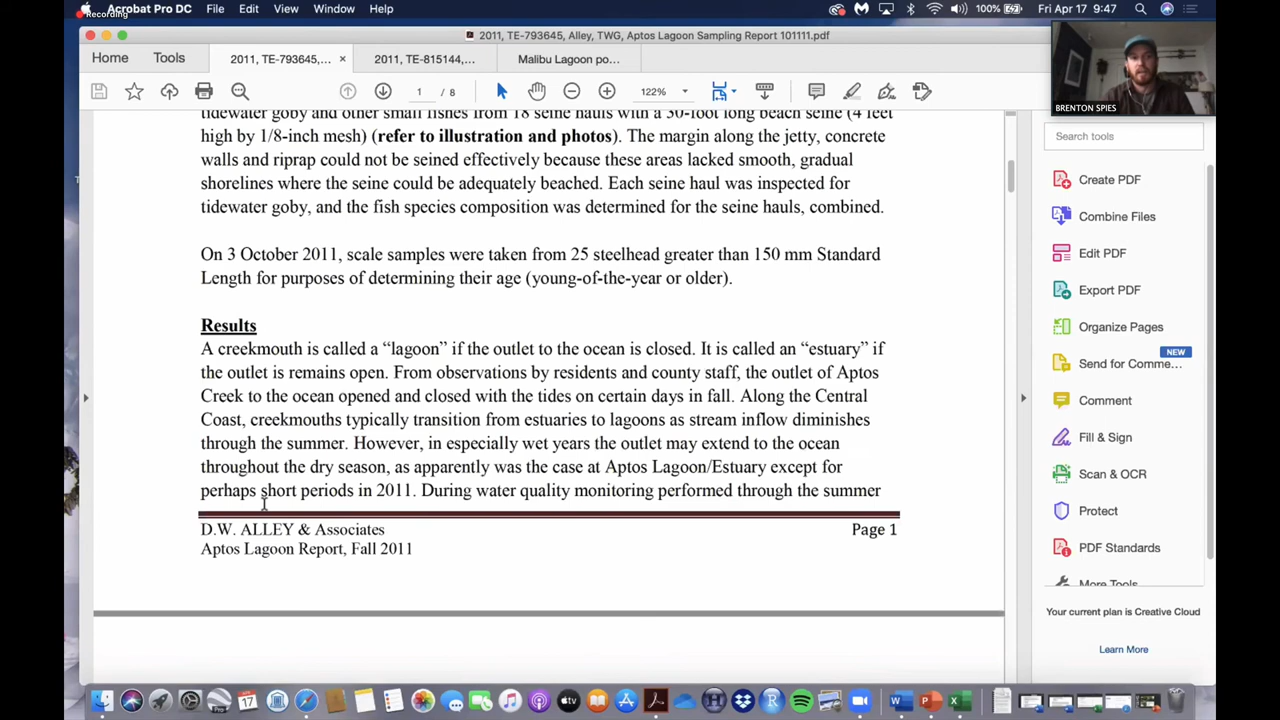 Acrobat Pro DC File Edit View Window Help 100% Fri Apr 17 9:47
Recording
2011, TE-793645, Alley, TWG, Aptos Lagoon Sampling Report 101111.pdf
Home Tools 2011, TE-793645,... × 2011, TE-815144,... Malibu Lagoon po...
BRENTON SPIES
1 / 8 122%
tidewater goby and other small fishes from 18 seine hauls with a 30-foot long beach seine (4 feet
high by 1/8-inch mesh) (refer to illustration and photos). The margin along the jetty, concrete
walls and riprap could not be seined effectively because these areas lacked smooth, gradual
shorelines where the seine could be adequately beached. Each seine haul was inspected for
tidewater goby, and the fish species composition was determined for the seine hauls, combined.
On 3 October 2011, scale samples were taken from 25 steelhead greater than 150 mm Standard
Length for purposes of determining their age (young-of-the-year or older).
Results
A creekmouth is called a “lagoon” if the outlet to the ocean is closed. It is called an “estuary” if
the outlet is remains open. From observations by residents and county staff, the outlet of Aptos
Creek to the ocean opened and closed with the tides on certain days in fall. Along the Central
Coast, creekmouths typically transition from estuaries to lagoons as stream inflow diminishes
through the summer. However, in especially wet years the outlet may extend to the ocean
throughout the dry season, as apparently was the case at Aptos Lagoon/Estuary except for
perhaps short periods in 2011. During water quality monitoring performed through the summer
D.W. ALLEY & Associates Page 1
Aptos Lagoon Report, Fall 2011
Search tools
Create PDF
Combine Files
Edit PDF
Export PDF
Organize Pages
NEW
Send for Comme...
Comment
Fill & Sign
Scan & OCR
Protect
PDF Standards
More Tools
Your current plan is Creative Cloud
Learn More
17